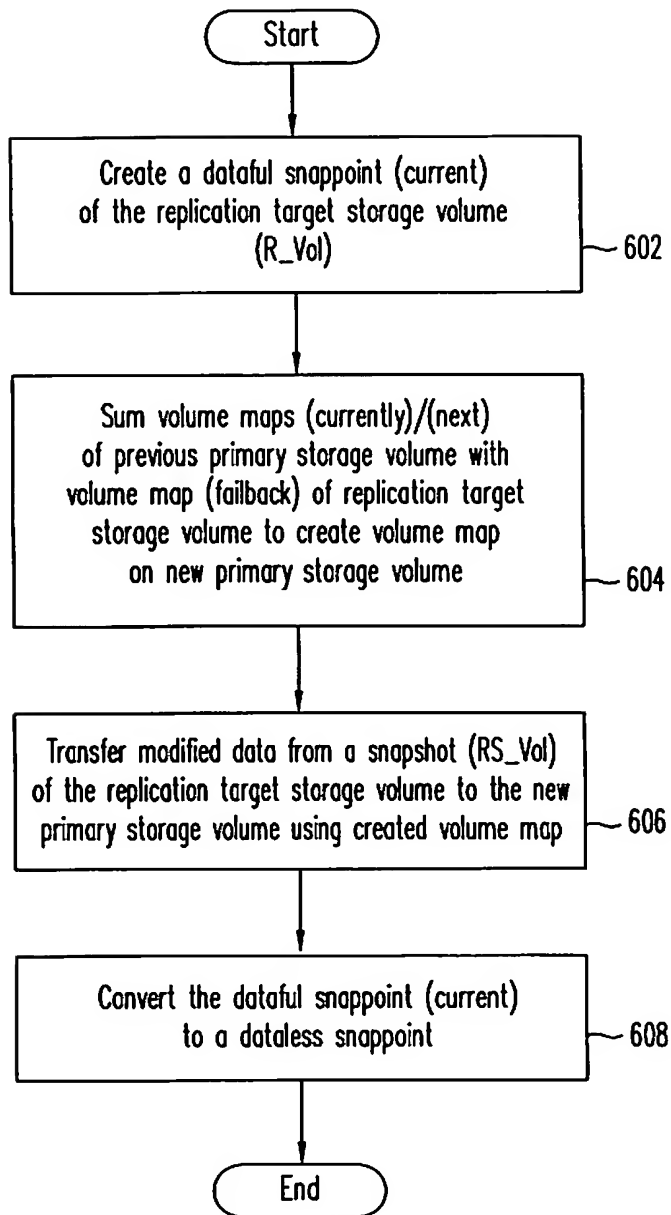 Start
Create a dataful snappoint (current)
of the replication target storage volume
(R_Vol)
602
Sum volume maps (currently)/(next)
of previous primary storage volume with
volume map (failback) of replication target
storage volume to create volume map
on new primary storage volume
604
Transfer modified data from a snapshot (RS_Vol)
of the replication target storage volume to the new
primary storage volume using created volume map
606
Convert the dataful snappoint (current)
to a dataless snappoint
608
End